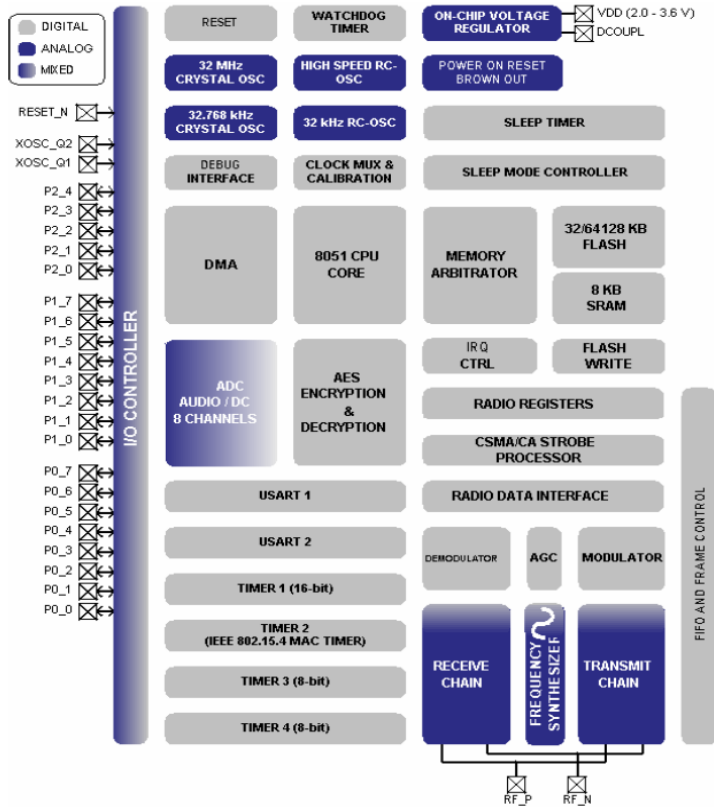 DIGITAL
ANALOG
MIXED
RESET
WATCHDOG
TIMER
ON-CHIP VOLTAGE
REGULATOR
VDD (2.0 - 3.6 V)
DCOUPL
32 MHz
CRYSTAL OSC
HIGH SPEED RC-
OSC
POWER ON RESET
BROWN OUT
32.768 kHz
CRYSTAL OSC
32 kHz RC-OSC
SLEEP TIMER
DEBUG
INTERFACE
CLOCK MUX &
CALIBRATION
SLEEP MODE CONTROLLER
RESET_N
XOSC_Q2
XOSC_Q1
P2_4
P2_3
P2_2
P2_1
P2_0
P1_7
P1_6
P1_5
P1_4
P1_3
P1_2
P1_1
P1_0
P0_7
P0_6
P0_5
P0_4
P0_3
P0_2
P0_1
P0_0
I/O CONTROLLER
DMA
8051 CPU
CORE
MEMORY
ARBITRATOR
32/64128 KB
FLASH
8 KB
SRAM
IRQ
CTRL
FLASH
WRITE
ADC
AUDIO / DC
8 CHANNELS
AES
ENCRYPTION
&
DECRYPTION
RADIO REGISTERS
CSMA/CA STROBE
PROCESSOR
USART 1
RADIO DATA INTERFACE
USART 2
DEMODULATOR
AGC
MODULATOR
TIMER 1 (16-bit)
TIMER 2
(IEEE 802.15.4 MAC TIMER)
TIMER 3 (8-bit)
TIMER 4 (8-bit)
RECEIVE
CHAIN
FREQUENCY
SYNTHESIZER
TRANSMIT
CHAIN
FIFO AND FRAME CONTROL
RF_P
RF_N